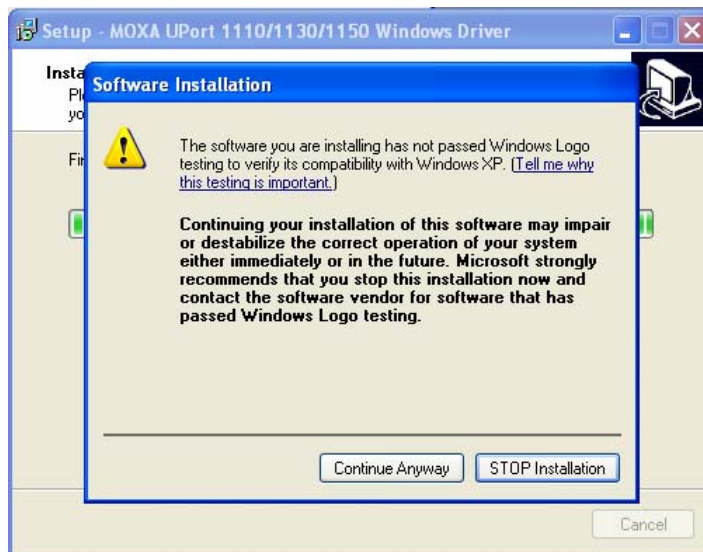 Setup - MOXA UPort 1110/1130/1150 Windows Driver
Insta
Pl
yo
Fir
Software Installation
The software you are installing has not passed Windows Logo
testing to verify its compatibility with Windows XP. (Tell me why
this testing is important.)
Continuing your installation of this software may impair
or destabilize the correct operation of your system
either immediately or in the future. Microsoft strongly
recommends that you stop this installation now and
contact the software vendor for software that has
passed Windows Logo testing.
Continue Anyway
STOP Installation
Cancel